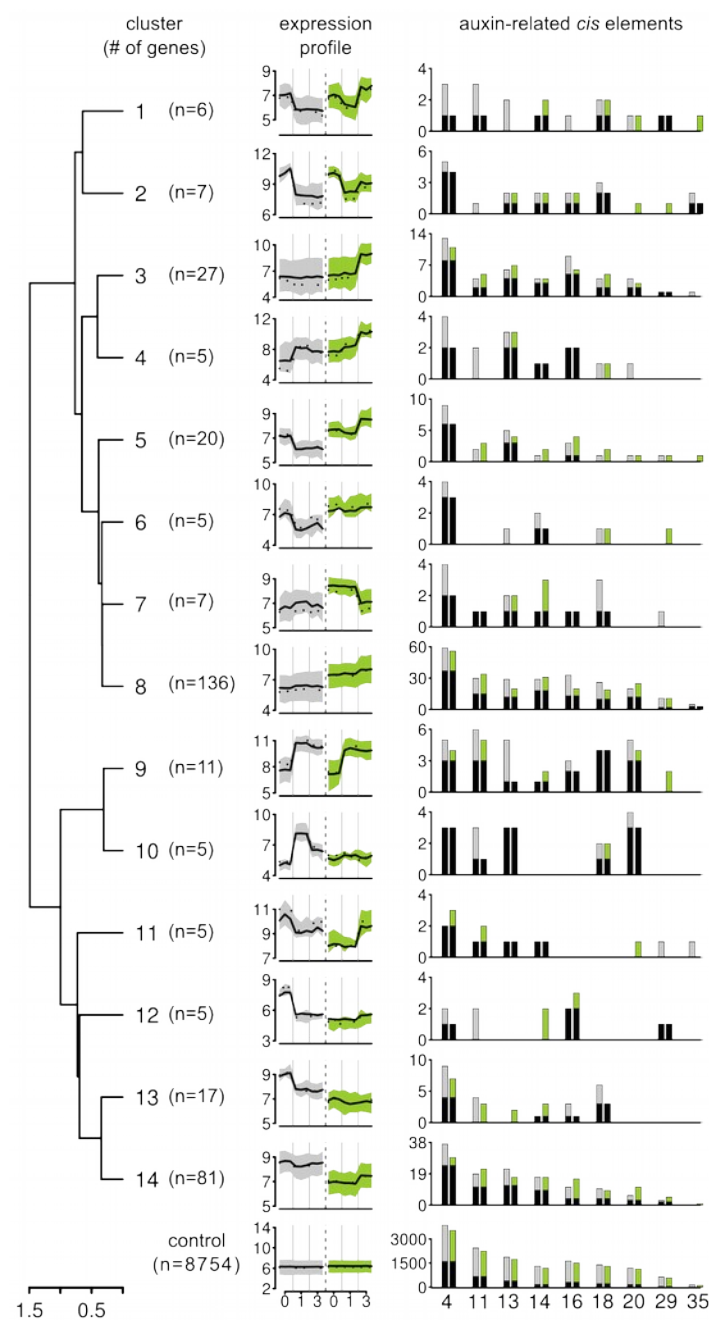 cluster expression auxin-related cis elements
(# of genes) profile
1 (n=6) 9 7 5 4 2 0
2 (n=7) 12 9 6 6 3 0
3 (n=27) 10 7 4 14 7 0
4 (n=5) 12 8 4 4 2 0
5 (n=20) 9 7 5 10 5 0
6 (n=5) 10 7 4 4 2 0
7 (n=7) 9 7 5 4 2 0
8 (n=136) 10 7 4 60 30 0
9 (n=11) 11 8 5 6 3 0
10 (n=5) 10 7 4 4 2 0
11 (n=5) 11 9 7 4 2 0
12 (n=5) 9 6 3 4 2 0
13 (n=17) 9 7 5 10 5 0
14 (n=81) 9 7 5 38 19 0
control 14 10 6 2 3000 1500 0
(n=8754)
0 1 3 0 1 3 4 11 13 14 16 18 20 29 35
1.5 0.5